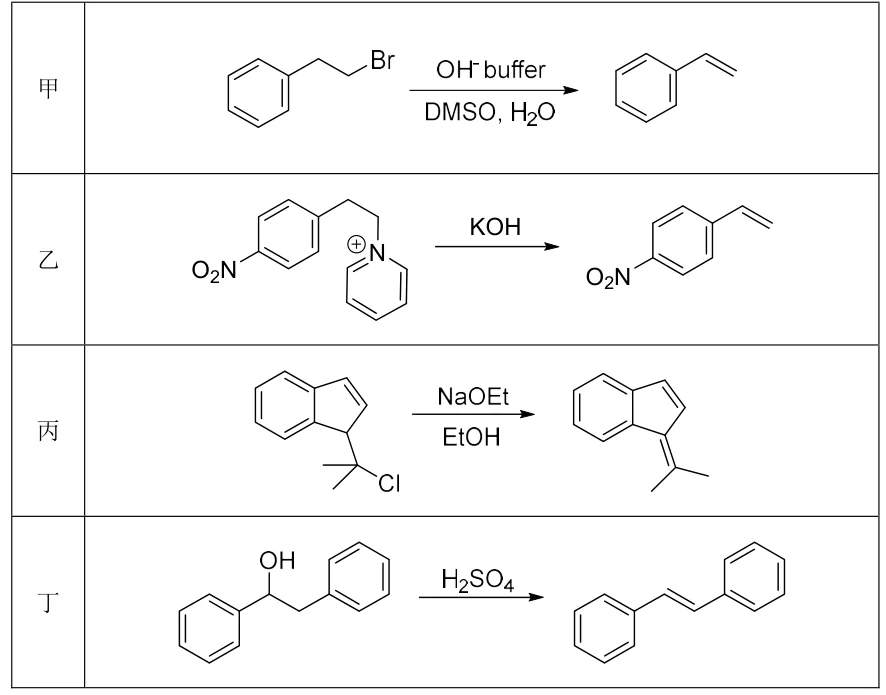 甲
Br
OH⁻ buffer
DMSO, H₂O
乙
O₂N
⊕
N
KOH
O₂N
丙
Cl
NaOEt
EtOH
丁
OH
H₂SO₄